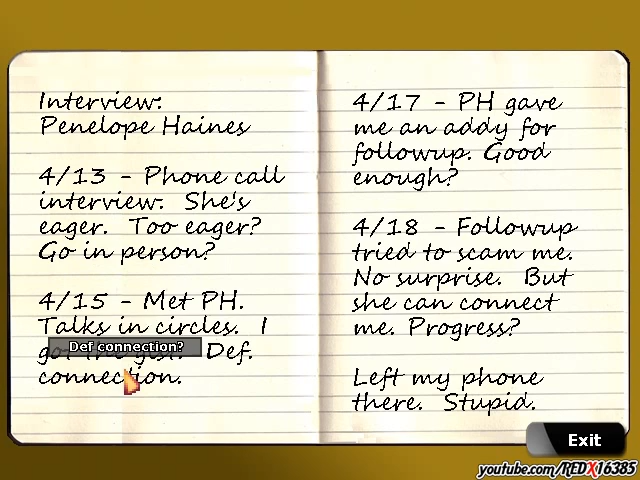 Interview:
Penelope Haines
4/13 - Phone call
interview. She's
eager. Too eager?
Go in person?
4/15 - Met PH.
Talks in circles. I
Def.
connection.
Def connection?
4/17 - PH gave
me an addy for
followup. Good
enough?
4/18 - Followup
tried to scam me.
No surprise. But
she can connect
me. Progress?
Left my phone
there. Stupid.
Exit
youtube.com/REDX16385